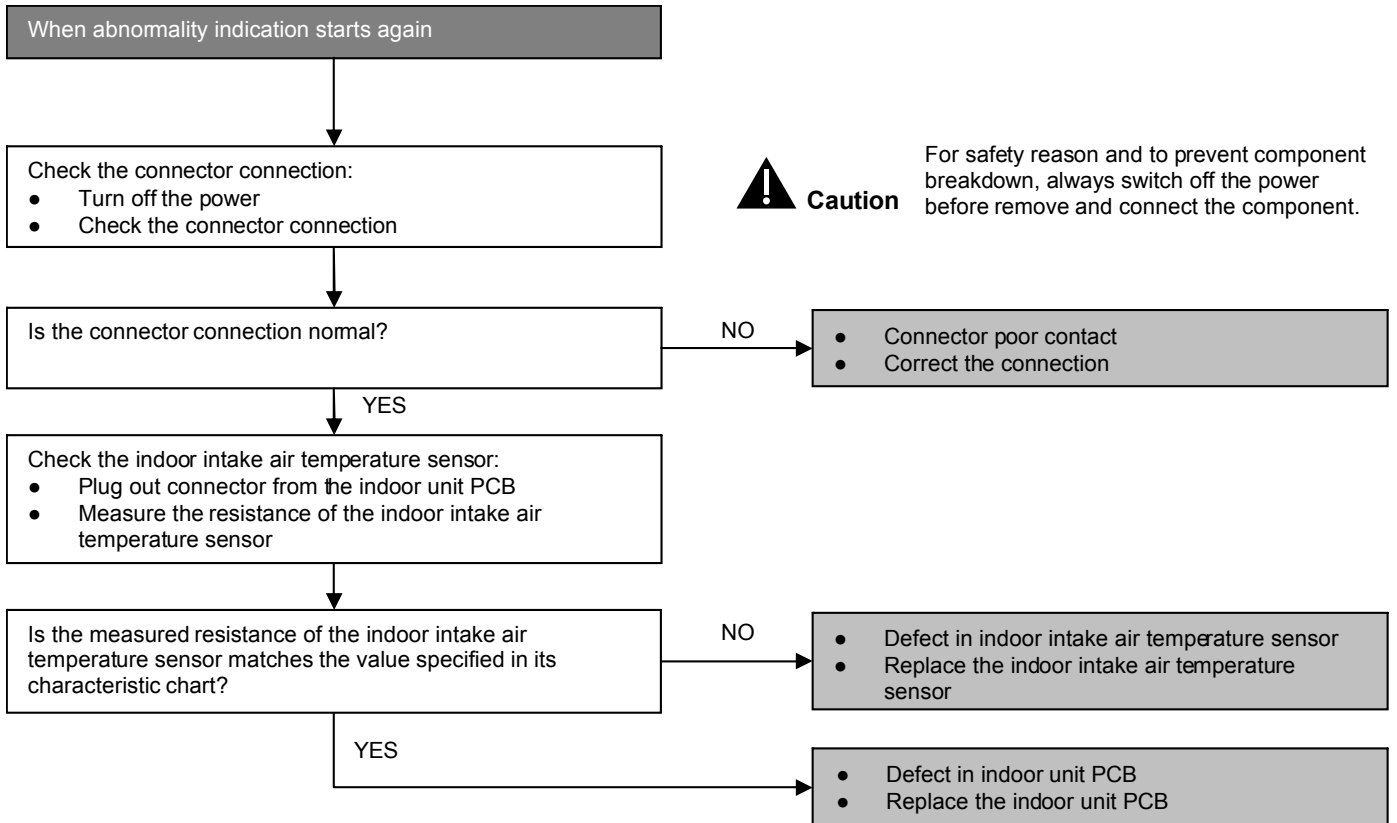 When abnormality indication starts again
Check the connector connection:
● Turn off the power
● Check the connector connection
Caution
For safety reason and to prevent component
breakdown, always switch off the power
before remove and connect the component.
Is the connector connection normal?
NO
● Connector poor contact
● Correct the connection
YES
Check the indoor intake air temperature sensor:
● Plug out connector from the indoor unit PCB
● Measure the resistance of the indoor intake air
temperature sensor
Is the measured resistance of the indoor intake air
temperature sensor matches the value specified in its
characteristic chart?
NO
● Defect in indoor intake air temperature sensor
● Replace the indoor intake air temperature
sensor
YES
● Defect in indoor unit PCB
● Replace the indoor unit PCB